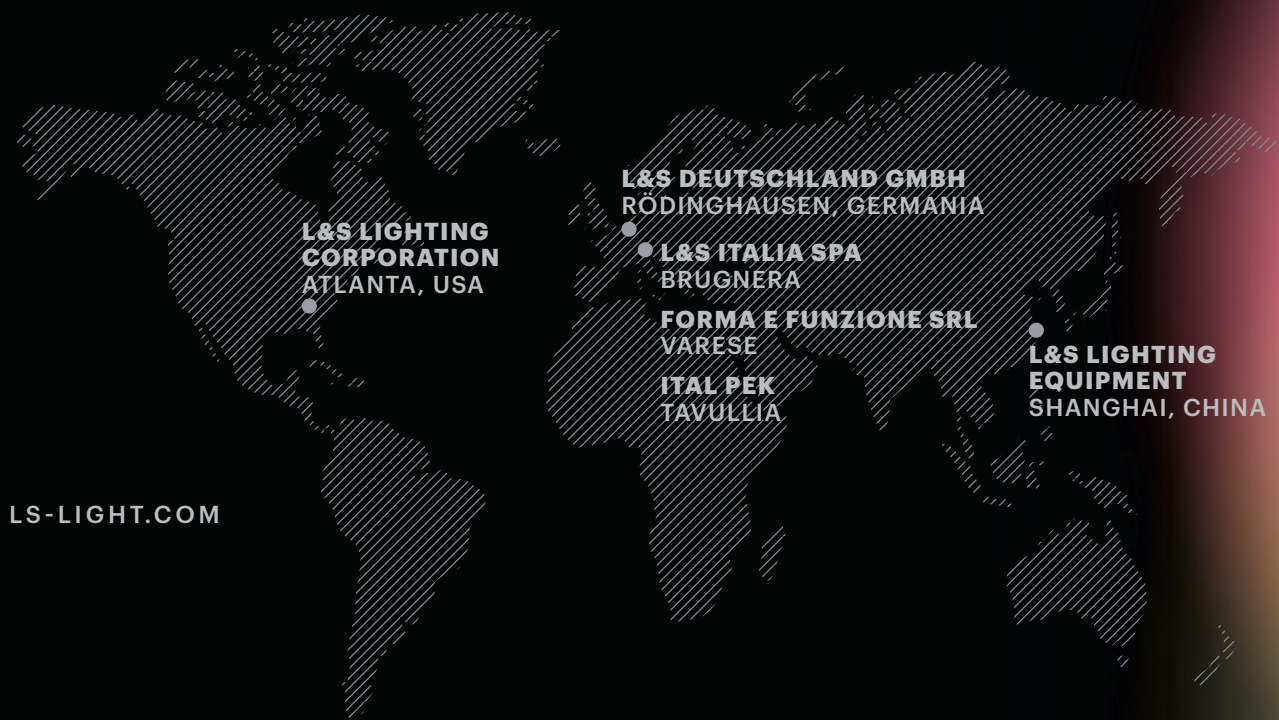 L&S DEUTSCHLAND GMBH
RÖDINGHAUSEN, GERMANIA
L&S LIGHTING
CORPORATION
ATLANTA, USA
L&S ITALIA SPA
BRUGNERA
FORMA E FUNZIONE SRL
VARESE
ITAL PEK
TAVULLIA
L&S LIGHTING
EQUIPMENT
SHANGHAI, CHINA
LS-LIGHT.COM